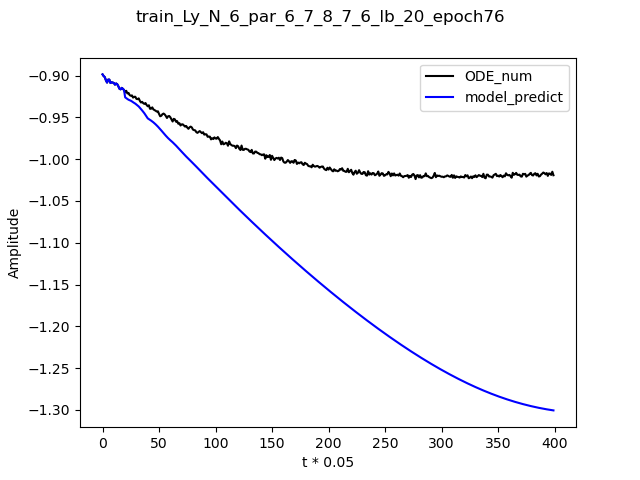 train_Ly_N_6_par_6_7_8_7_6_lb_20_epoch76
ODE_num
model_predict
−0.90
−0.95
−1.00
−1.05
−1.10
−1.15
−1.20
−1.25
−1.30
Amplitude
0 50 100 150 200 250 300 350 400
t * 0.05